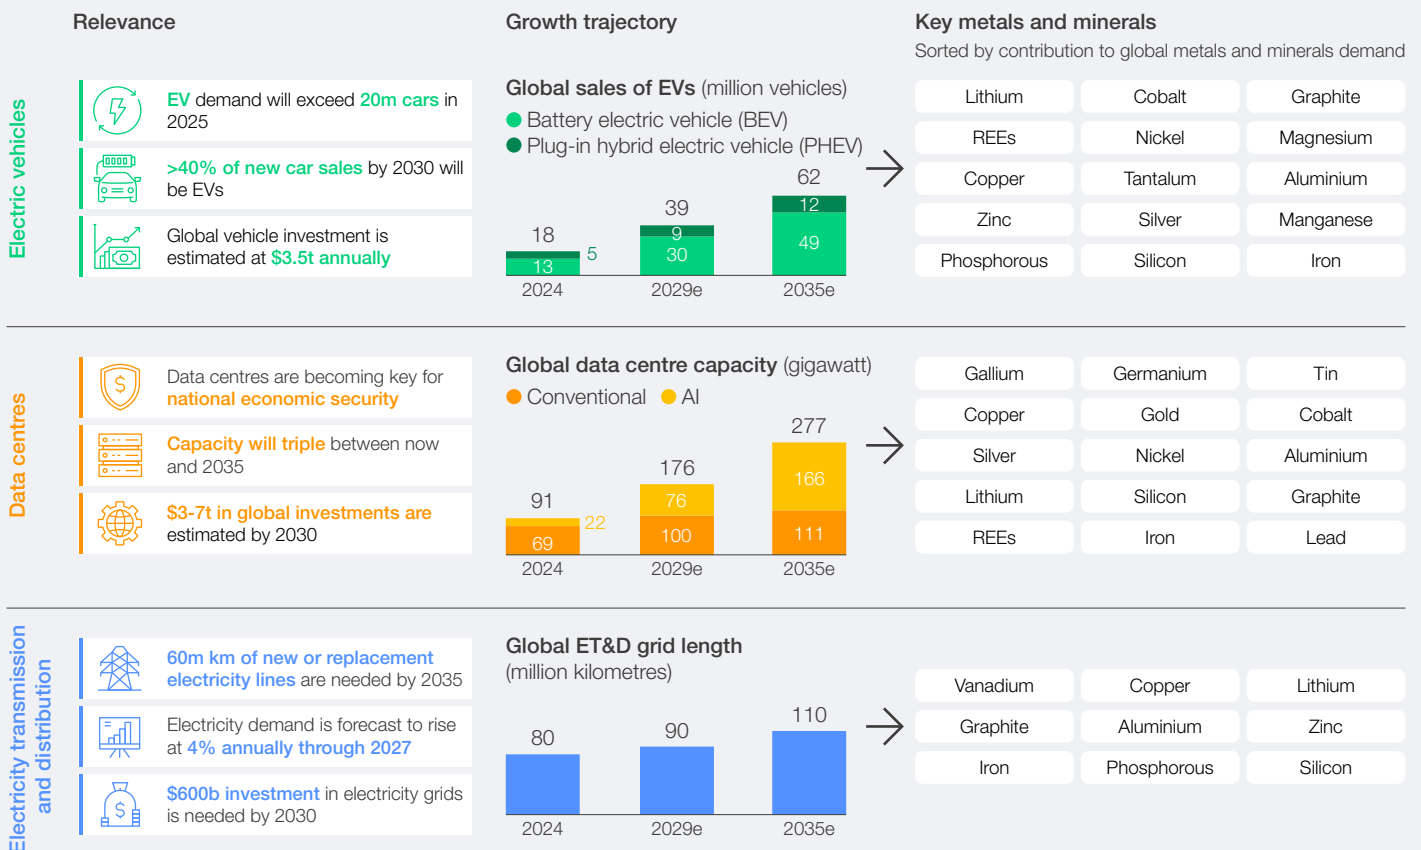 Relevance
Growth trajectory
Key metals and minerals
Sorted by contribution to global metals and minerals demand
Electric vehicles
EV demand will exceed 20m cars in
2025
>40% of new car sales by 2030 will
be EVs
Global vehicle investment is
estimated at $3.5t annually
Global sales of EVs (million vehicles)
Battery electric vehicle (BEV)
Plug-in hybrid electric vehicle (PHEV)
18
5
13
39
9
30
62
12
49
2024
2029e
2035e
Lithium
Cobalt
Graphite
REEs
Nickel
Magnesium
Copper
Tantalum
Aluminium
Zinc
Silver
Manganese
Phosphorous
Silicon
Iron
Data centres
Data centres are becoming key for
national economic security
Capacity will triple between now
and 2035
$3-7t in global investments are
estimated by 2030
Global data centre capacity (gigawatt)
Conventional
AI
91
22
69
176
76
100
277
166
111
2024
2029e
2035e
Gallium
Germanium
Tin
Copper
Gold
Cobalt
Silver
Nickel
Aluminium
Lithium
Silicon
Graphite
REEs
Iron
Lead
Electricity transmission
and distribution
60m km of new or replacement
electricity lines are needed by 2035
Electricity demand is forecast to rise
at 4% annually through 2027
$600b investment in electricity grids
is needed by 2030
Global ET&D grid length
(million kilometres)
80
90
110
2024
2029e
2035e
Vanadium
Copper
Lithium
Graphite
Aluminium
Zinc
Iron
Phosphorous
Silicon